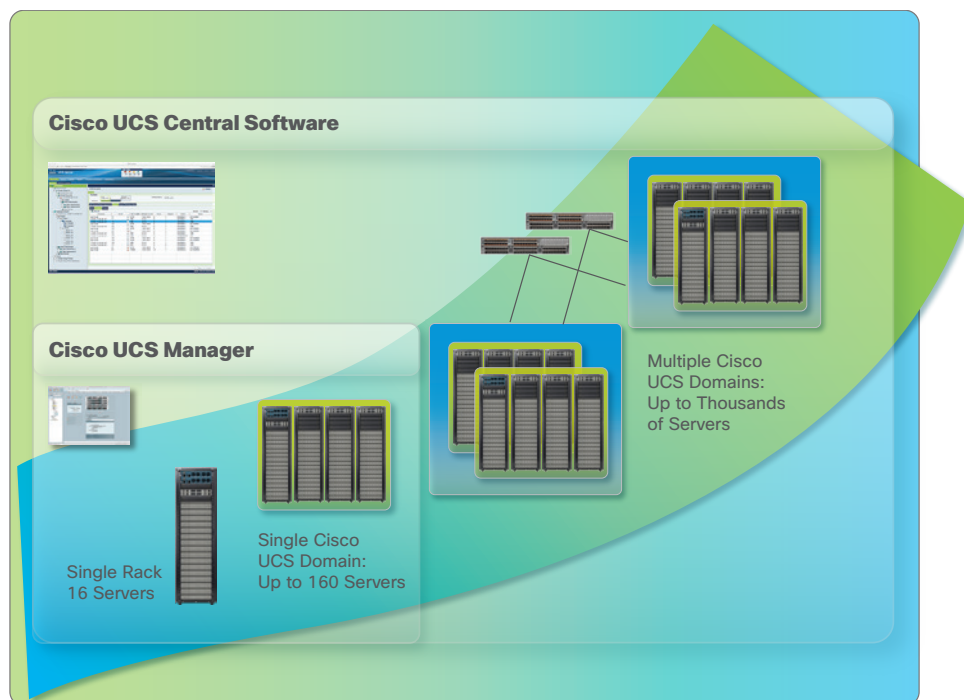 Cisco UCS Central Software
Cisco UCS Manager
Multiple Cisco
UCS Domains:
Up to Thousands
of Servers
Single Cisco
UCS Domain:
Up to 160 Servers
Single Rack
16 Servers